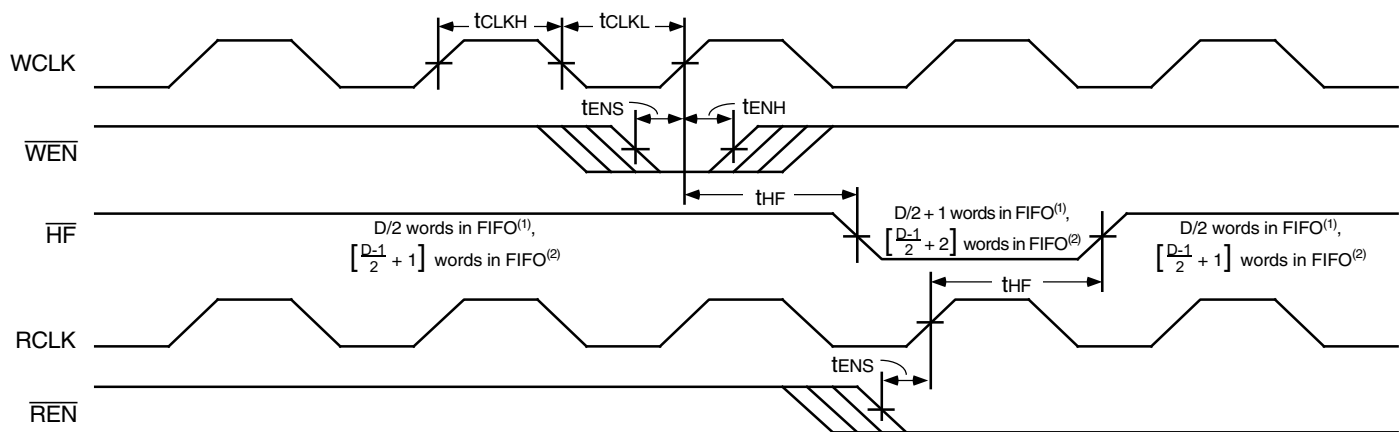 tCLKH
tCLKL
WCLK
tENS
tENH
WEN
tHF
HF
D/2 words in FIFO(1),
[D-1/2 + 1] words in FIFO(2)
D/2 + 1 words in FIFO(1),
[D-1/2 + 2] words in FIFO(2)
D/2 words in FIFO(1),
[D-1/2 + 1] words in FIFO(2)
tHF
RCLK
tENS
REN